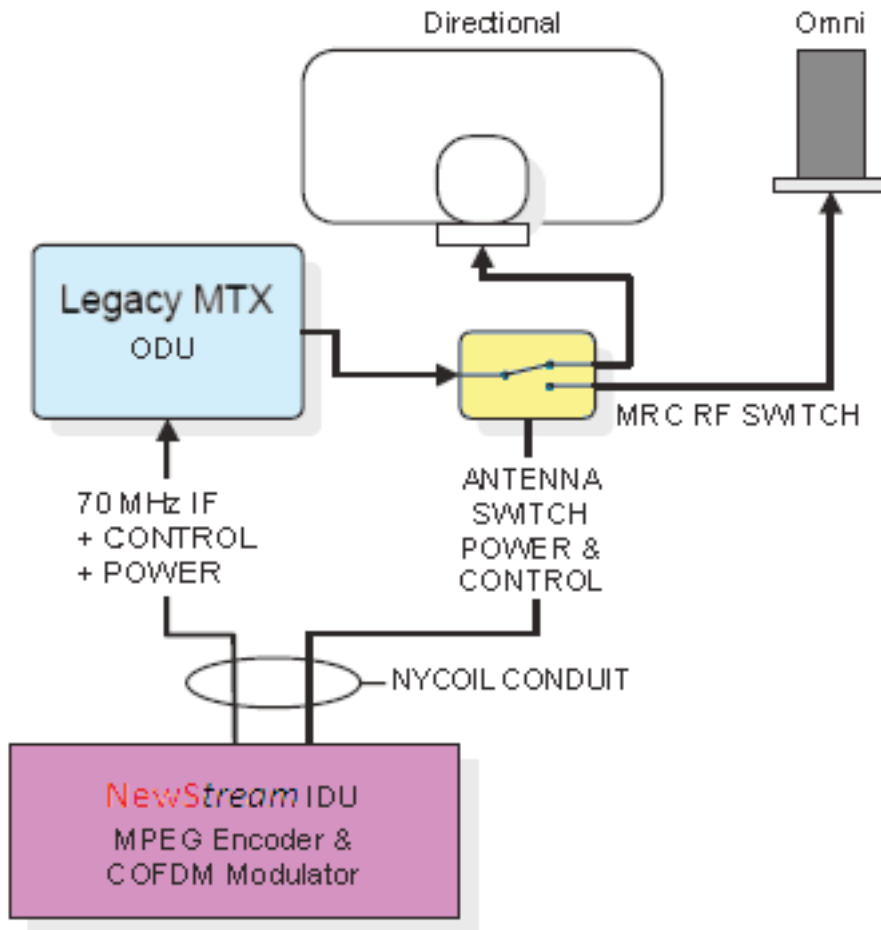 Directional
Omni
Legacy MTX
ODU
MRC RF SWITCH
70 MHz IF
+ CONTROL
+ POWER
ANTENNA
SWITCH
POWER &
CONTROL
NYCOIL CONDUIT
NewStream IDU
MPEG Encoder &
COFDM Modulator